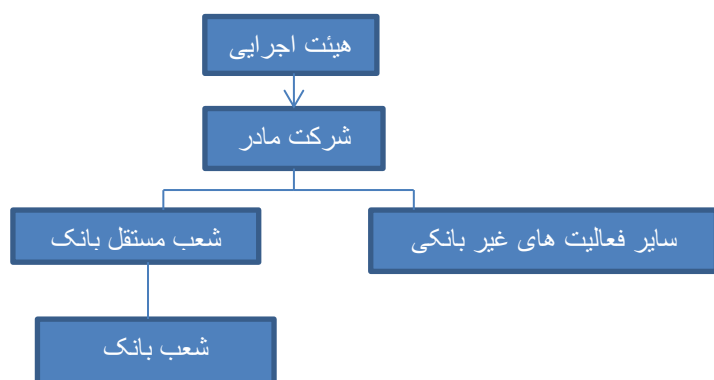 هیئت اجرایی
شرکت مادر
سایر فعالیت های غیر بانکی
شعب مستقل بانک
شعب بانک